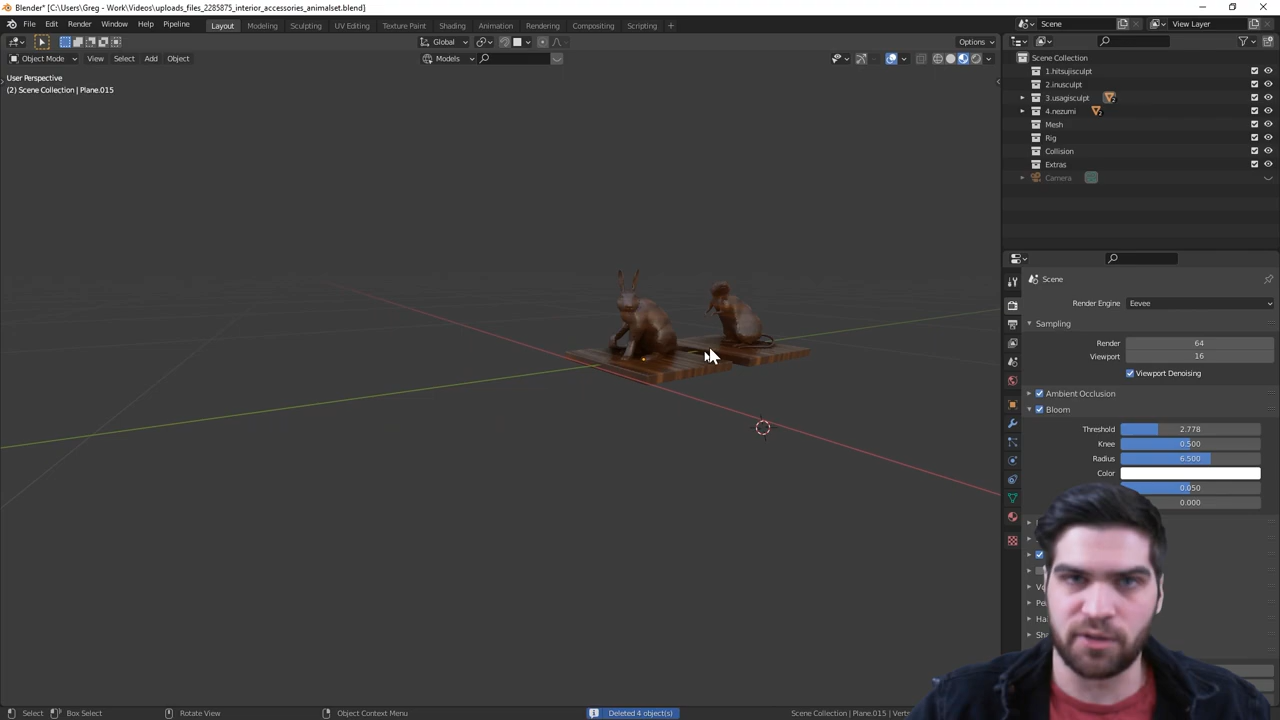 Blender* [C:\Users\Greg - Work\Videos\uploads_files_2285875_interior_accessories_animalset.blend]
File Edit Render Window Help Pipeline Layout Modeling Sculpting UV Editing Texture Paint Shading Animation Rendering Compositing Scripting + Scene View Layer
Global Options
Object Mode View Select Add Object Models
User Perspective
(2) Scene Collection | Plane.015
Scene Collection
1.hitsujisculpt
2.inusculpt
3.usagisculpt
4.nezumi
Mesh
Rig
Collision
Extras
Camera
Scene
Render Engine Eevee
Sampling
Render 64
Viewport 16
Viewport Denoising
Ambient Occlusion
Bloom
Threshold 2.778
Knee 0.500
Radius 6.500
Color
0.050
0.000
Select Box Select Rotate View Object Context Menu Deleted 4 object(s) Scene Collection | Plane.015